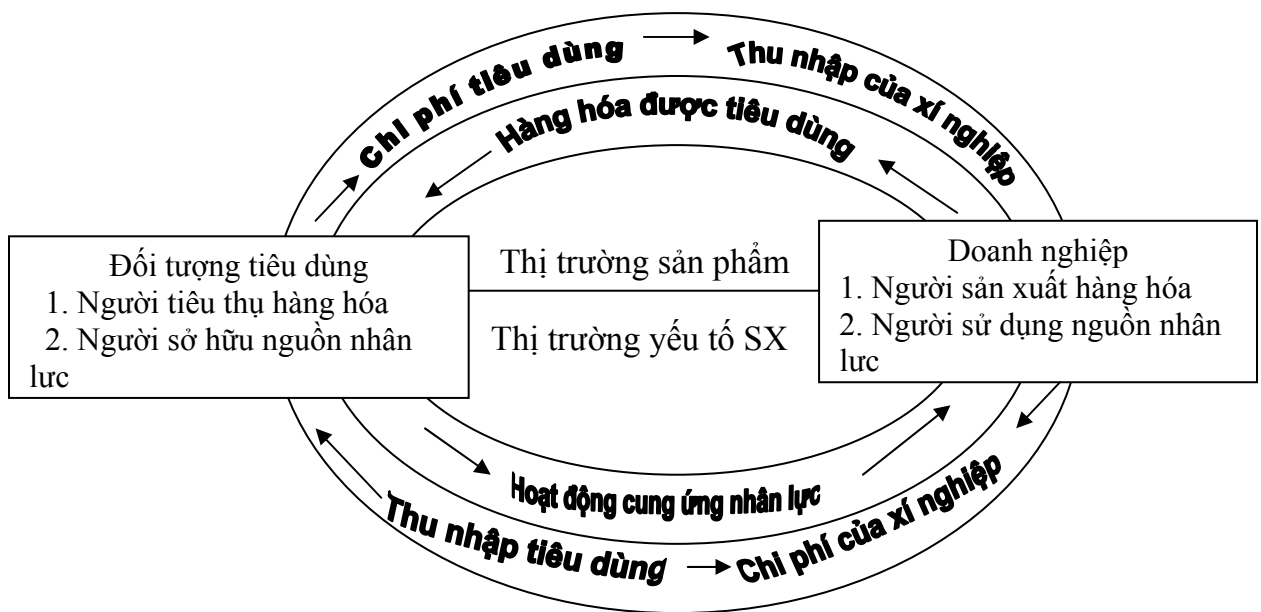 Chi phí tiêu dùng
Thu nhập của xí nghiệp
Hàng hóa được tiêu dùng
Đối tượng tiêu dùng
1. Người tiêu thụ hàng hóa
2. Người sở hữu nguồn nhân
lưc
Thị trường sản phẩm
Thị trường yếu tố SX
Doanh nghiệp
1. Người sản xuất hàng hóa
2. Người sử dụng nguồn nhân
lưc
Hoạt động cung ứng nhân lực
Thu nhập tiêu dùng
Chi phí của xí nghiệp